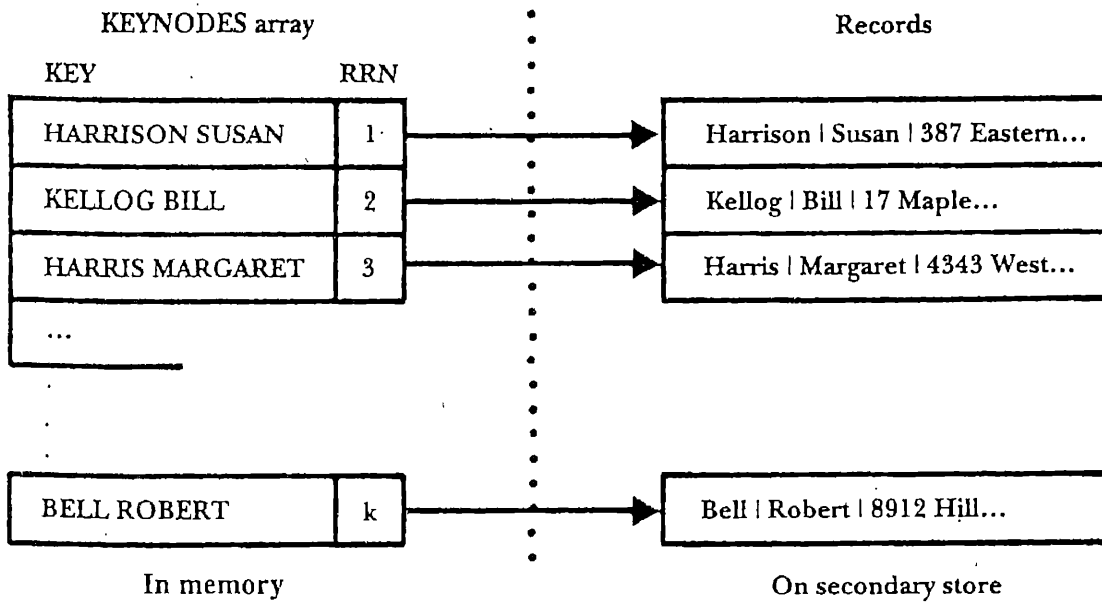 KEYNODES array
Records
KEY RRN
HARRISON SUSAN 1
Harrison | Susan | 387 Eastern...
KELLOG BILL 2
Kellog | Bill | 17 Maple...
HARRIS MARGARET 3
Harris | Margaret | 4343 West...
...
BELL ROBERT k
Bell | Robert | 8912 Hill...
In memory
On secondary store